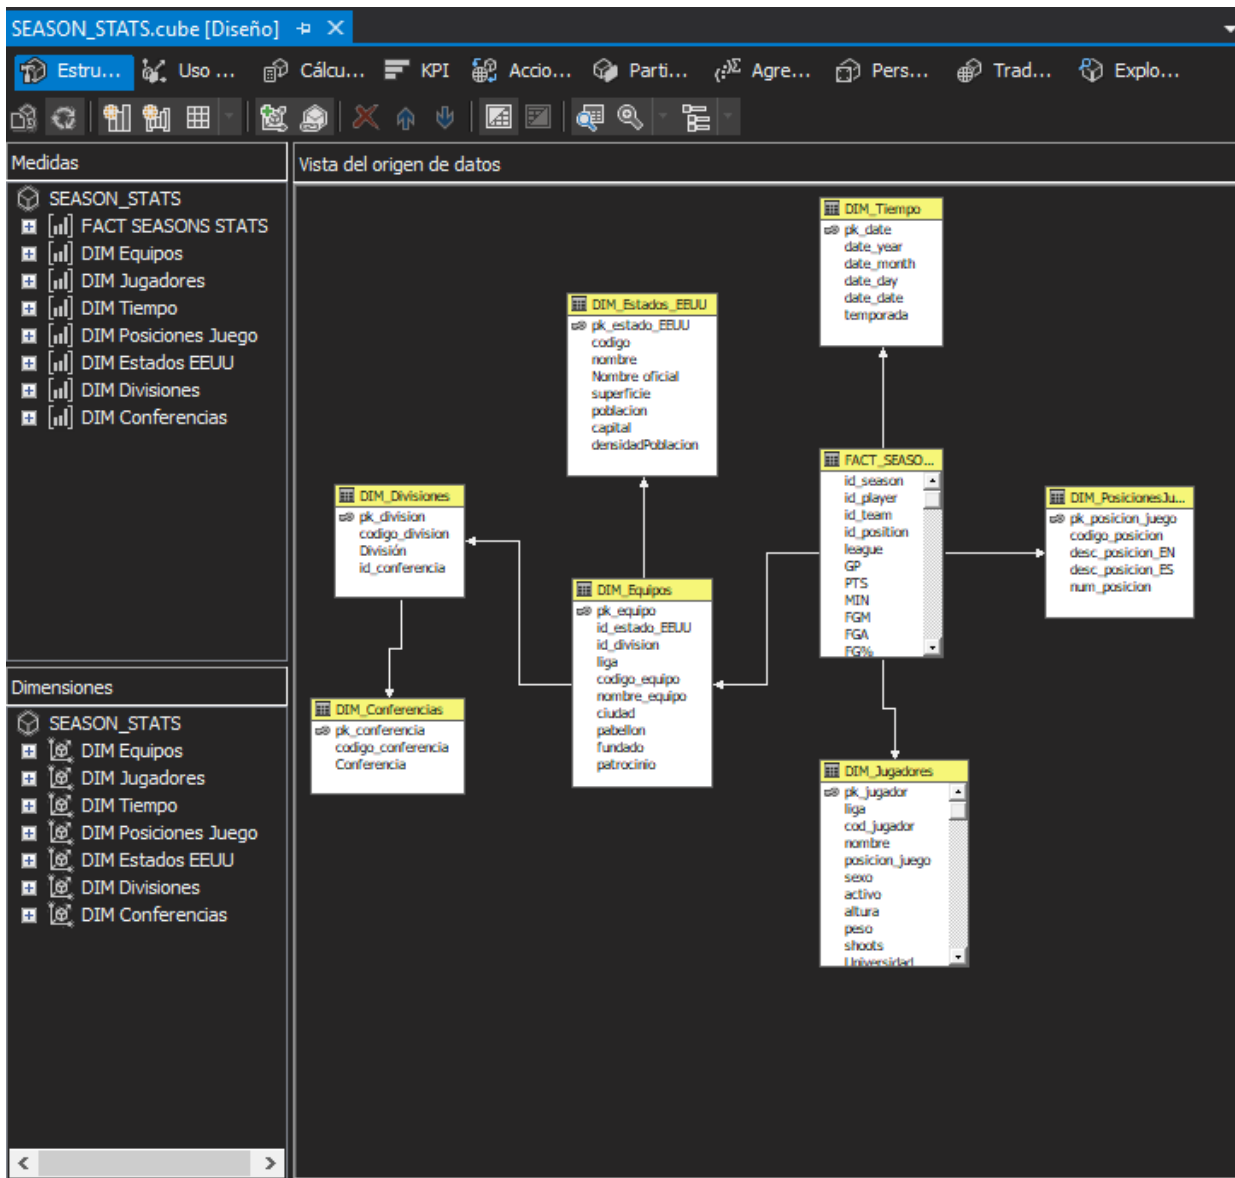 SEASON_STATS.cube [Diseño]
Estru... Uso ... Cálcu... KPI Accio... Parti... Agre... Pers... Trad... Explo...
Medidas
SEASON_STATS
FACT SEASONS STATS
DIM Equipos
DIM Jugadores
DIM Tiempo
DIM Posiciones Juego
DIM Estados EEUU
DIM Divisiones
DIM Conferencias
Dimensiones
SEASON_STATS
DIM Equipos
DIM Jugadores
DIM Tiempo
DIM Posiciones Juego
DIM Estados EEUU
DIM Divisiones
DIM Conferencias
Vista del origen de datos
DIM_Tiempo
pk_date
date_year
date_month
date_day
date_date
temporada
DIM_Estados_EEUU
pk_estado_EEUU
codigo
nombre
Nombre oficial
superficie
poblacion
capital
densidadPoblacion
FACT_SEASO...
id_season
id_player
id_team
id_position
league
GP
PTS
MIN
FGM
FGA
FG%
DIM_PosicionesJu...
pk_posicion_juego
codigo_posicion
desc_posicion_EN
desc_posicion_ES
num_posicion
DIM_Divisiones
pk_division
codigo_division
División
id_conferencia
DIM_Equipos
pk_equipo
id_estado_EEUU
id_division
liga
codigo_equipo
nombre_equipo
ciudad
pabellon
fundado
patrocinio
DIM_Conferencias
pk_conferencia
codigo_conferencia
Conferencia
DIM_Jugadores
pk_jugador
liga
cod_jugador
nombre
posicion_juego
sexo
activo
altura
peso
shoots
Universidad